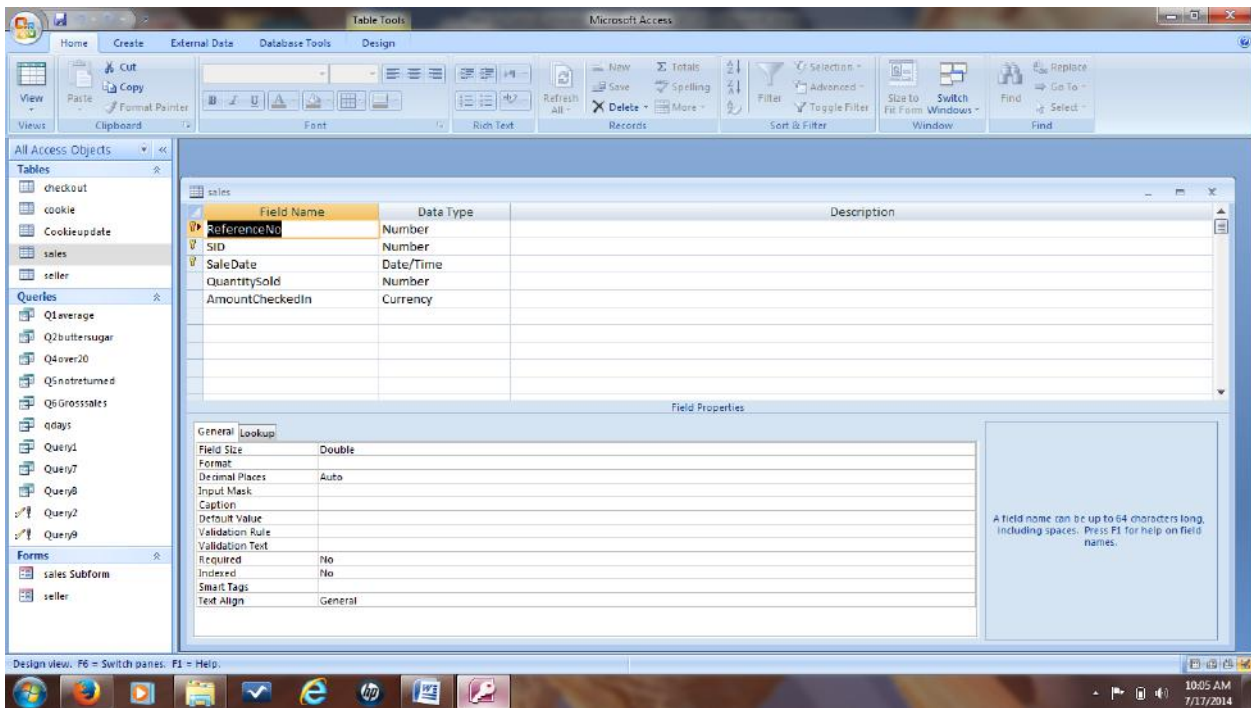 Table Tools
Microsoft Access
Home Create External Data Database Tools Design
View
Views
Paste
Cut
Copy
Format Painter
Clipboard
B I U A
Font
Rich Text
Refresh All
New
Save
Delete
Totals
Spelling
More
Records
Filter
Selection
Advanced
Toggle Filter
Sort & Filter
Size to Fit Form
Switch Windows
Window
Find
Replace
Go To
Select
Find
All Access Objects
Tables
checkout
cookie
Cookieupdate
sales
seller
Queries
Q1average
Q2buttersugar
Q4over20
Q5notreturned
Q6Grosssales
qdays
Query1
Query7
Query8
Query2
Query9
Forms
sales Subform
seller
sales
Field Name Data Type Description
ReferenceNo Number
SID Number
SaleDate Date/Time
QuantitySold Number
AmountCheckedIn Currency
Field Properties
General Lookup
Field Size Double
Format
Decimal Places Auto
Input Mask
Caption
Default Value
Validation Rule
Validation Text
Required No
Indexed No
Smart Tags
Text Align General
A field name can be up to 64 characters long,
including spaces. Press F1 for help on field
names.
Design view. F6 = Switch panes. F1 = Help.
hp
10:05 AM
7/17/2014